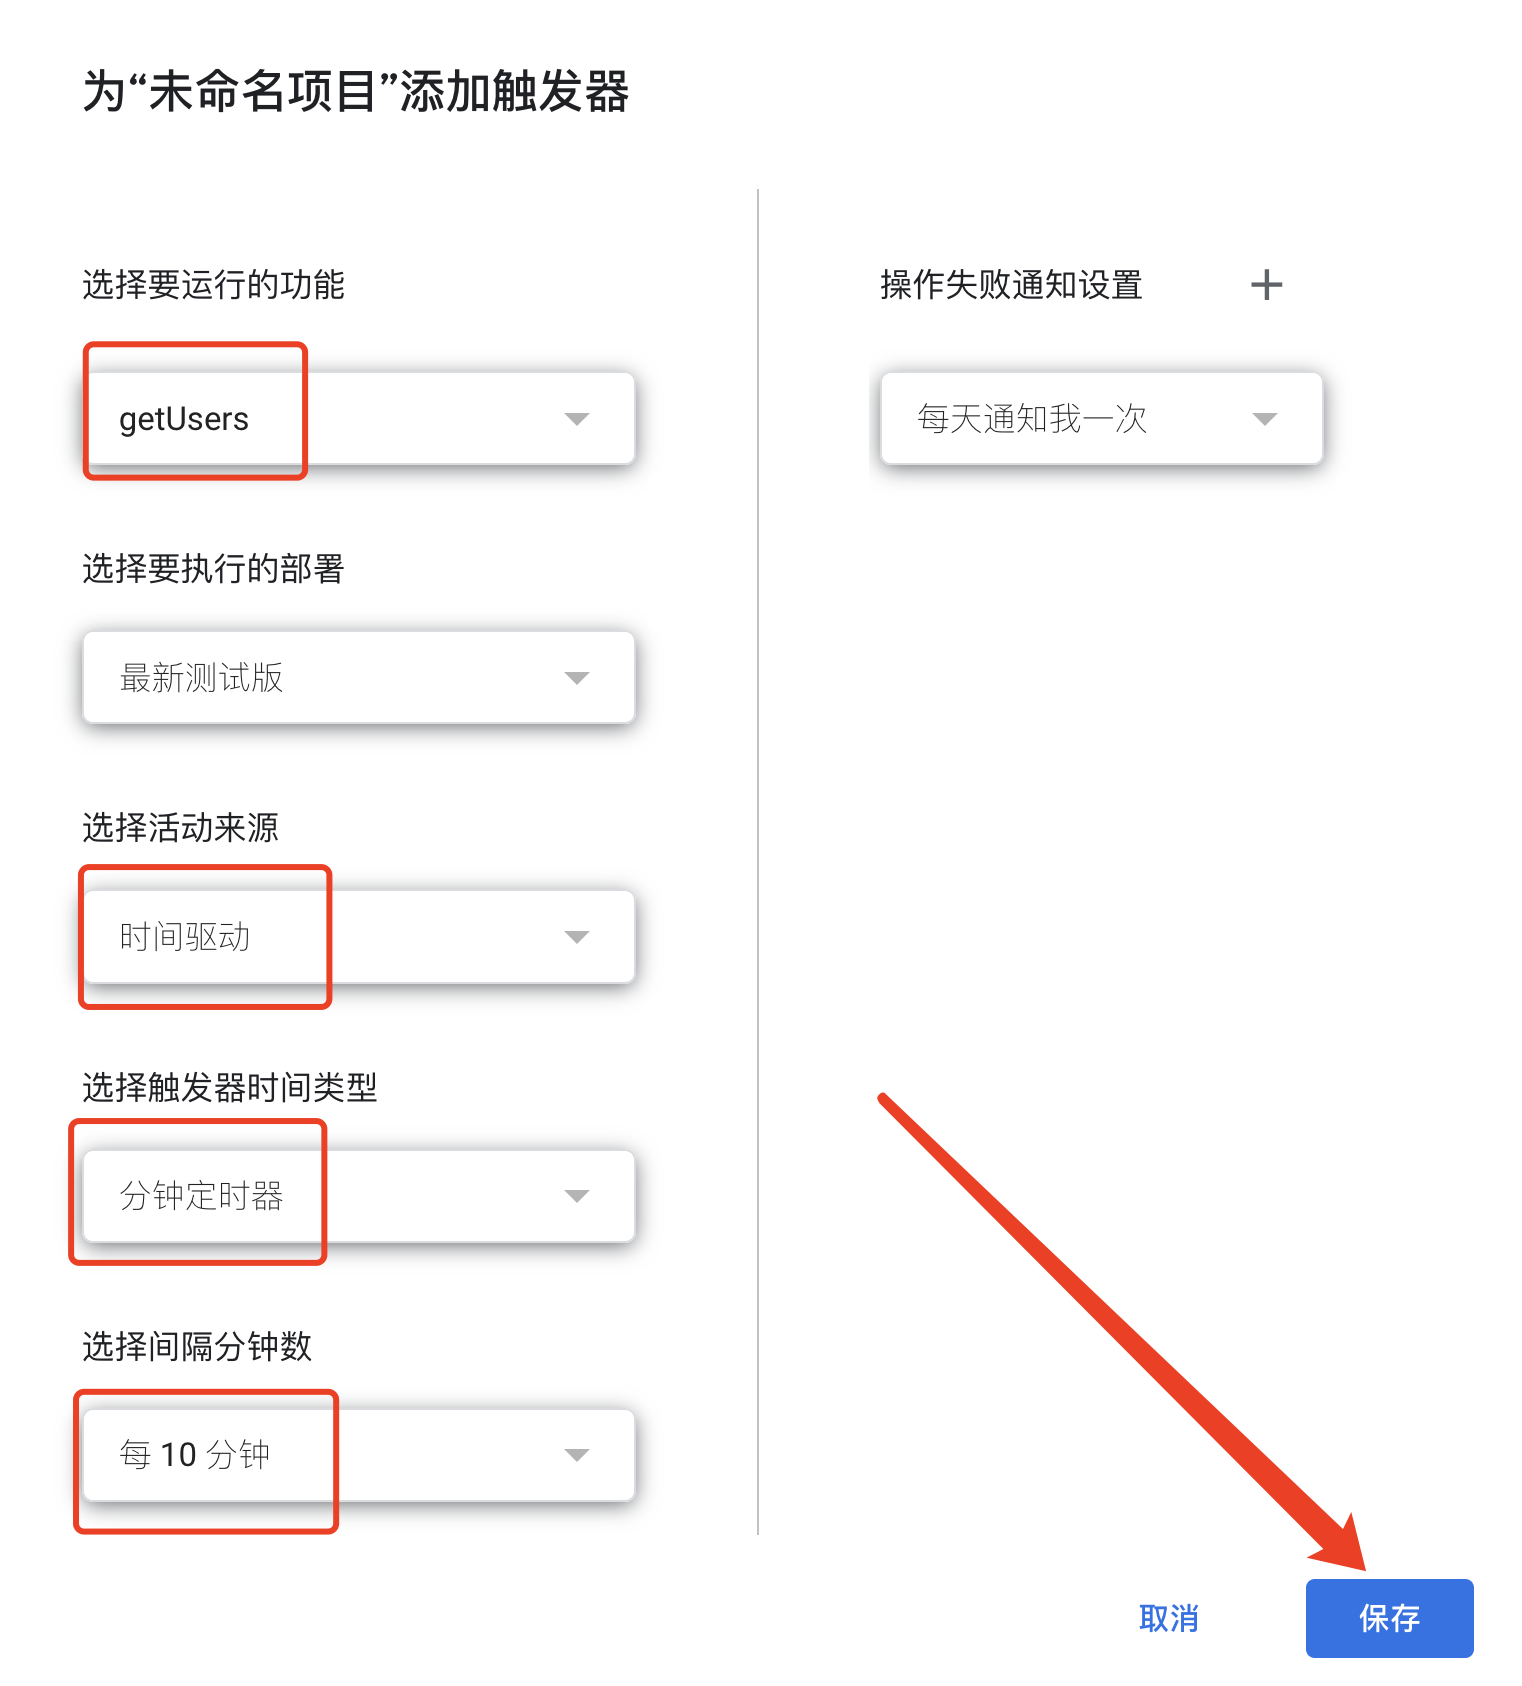 为“未命名项目”添加触发器
选择要运行的功能
getUsers
选择要执行的部署
最新测试版
选择活动来源
时间驱动
选择触发器时间类型
分钟定时器
选择间隔分钟数
每 10 分钟
操作失败通知设置
每天通知我一次
取消
保存